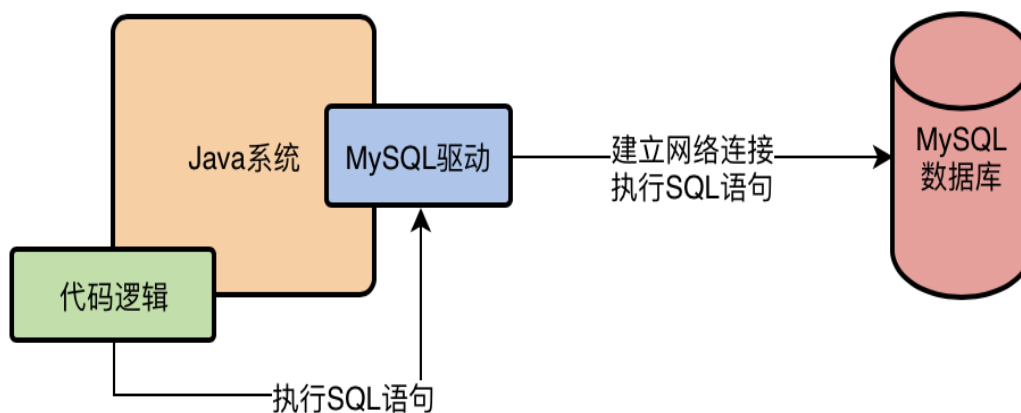 Java系统
MySQL驱动
建立网络连接
执行SQL语句
MySQL
数据库
代码逻辑
执行SQL语句